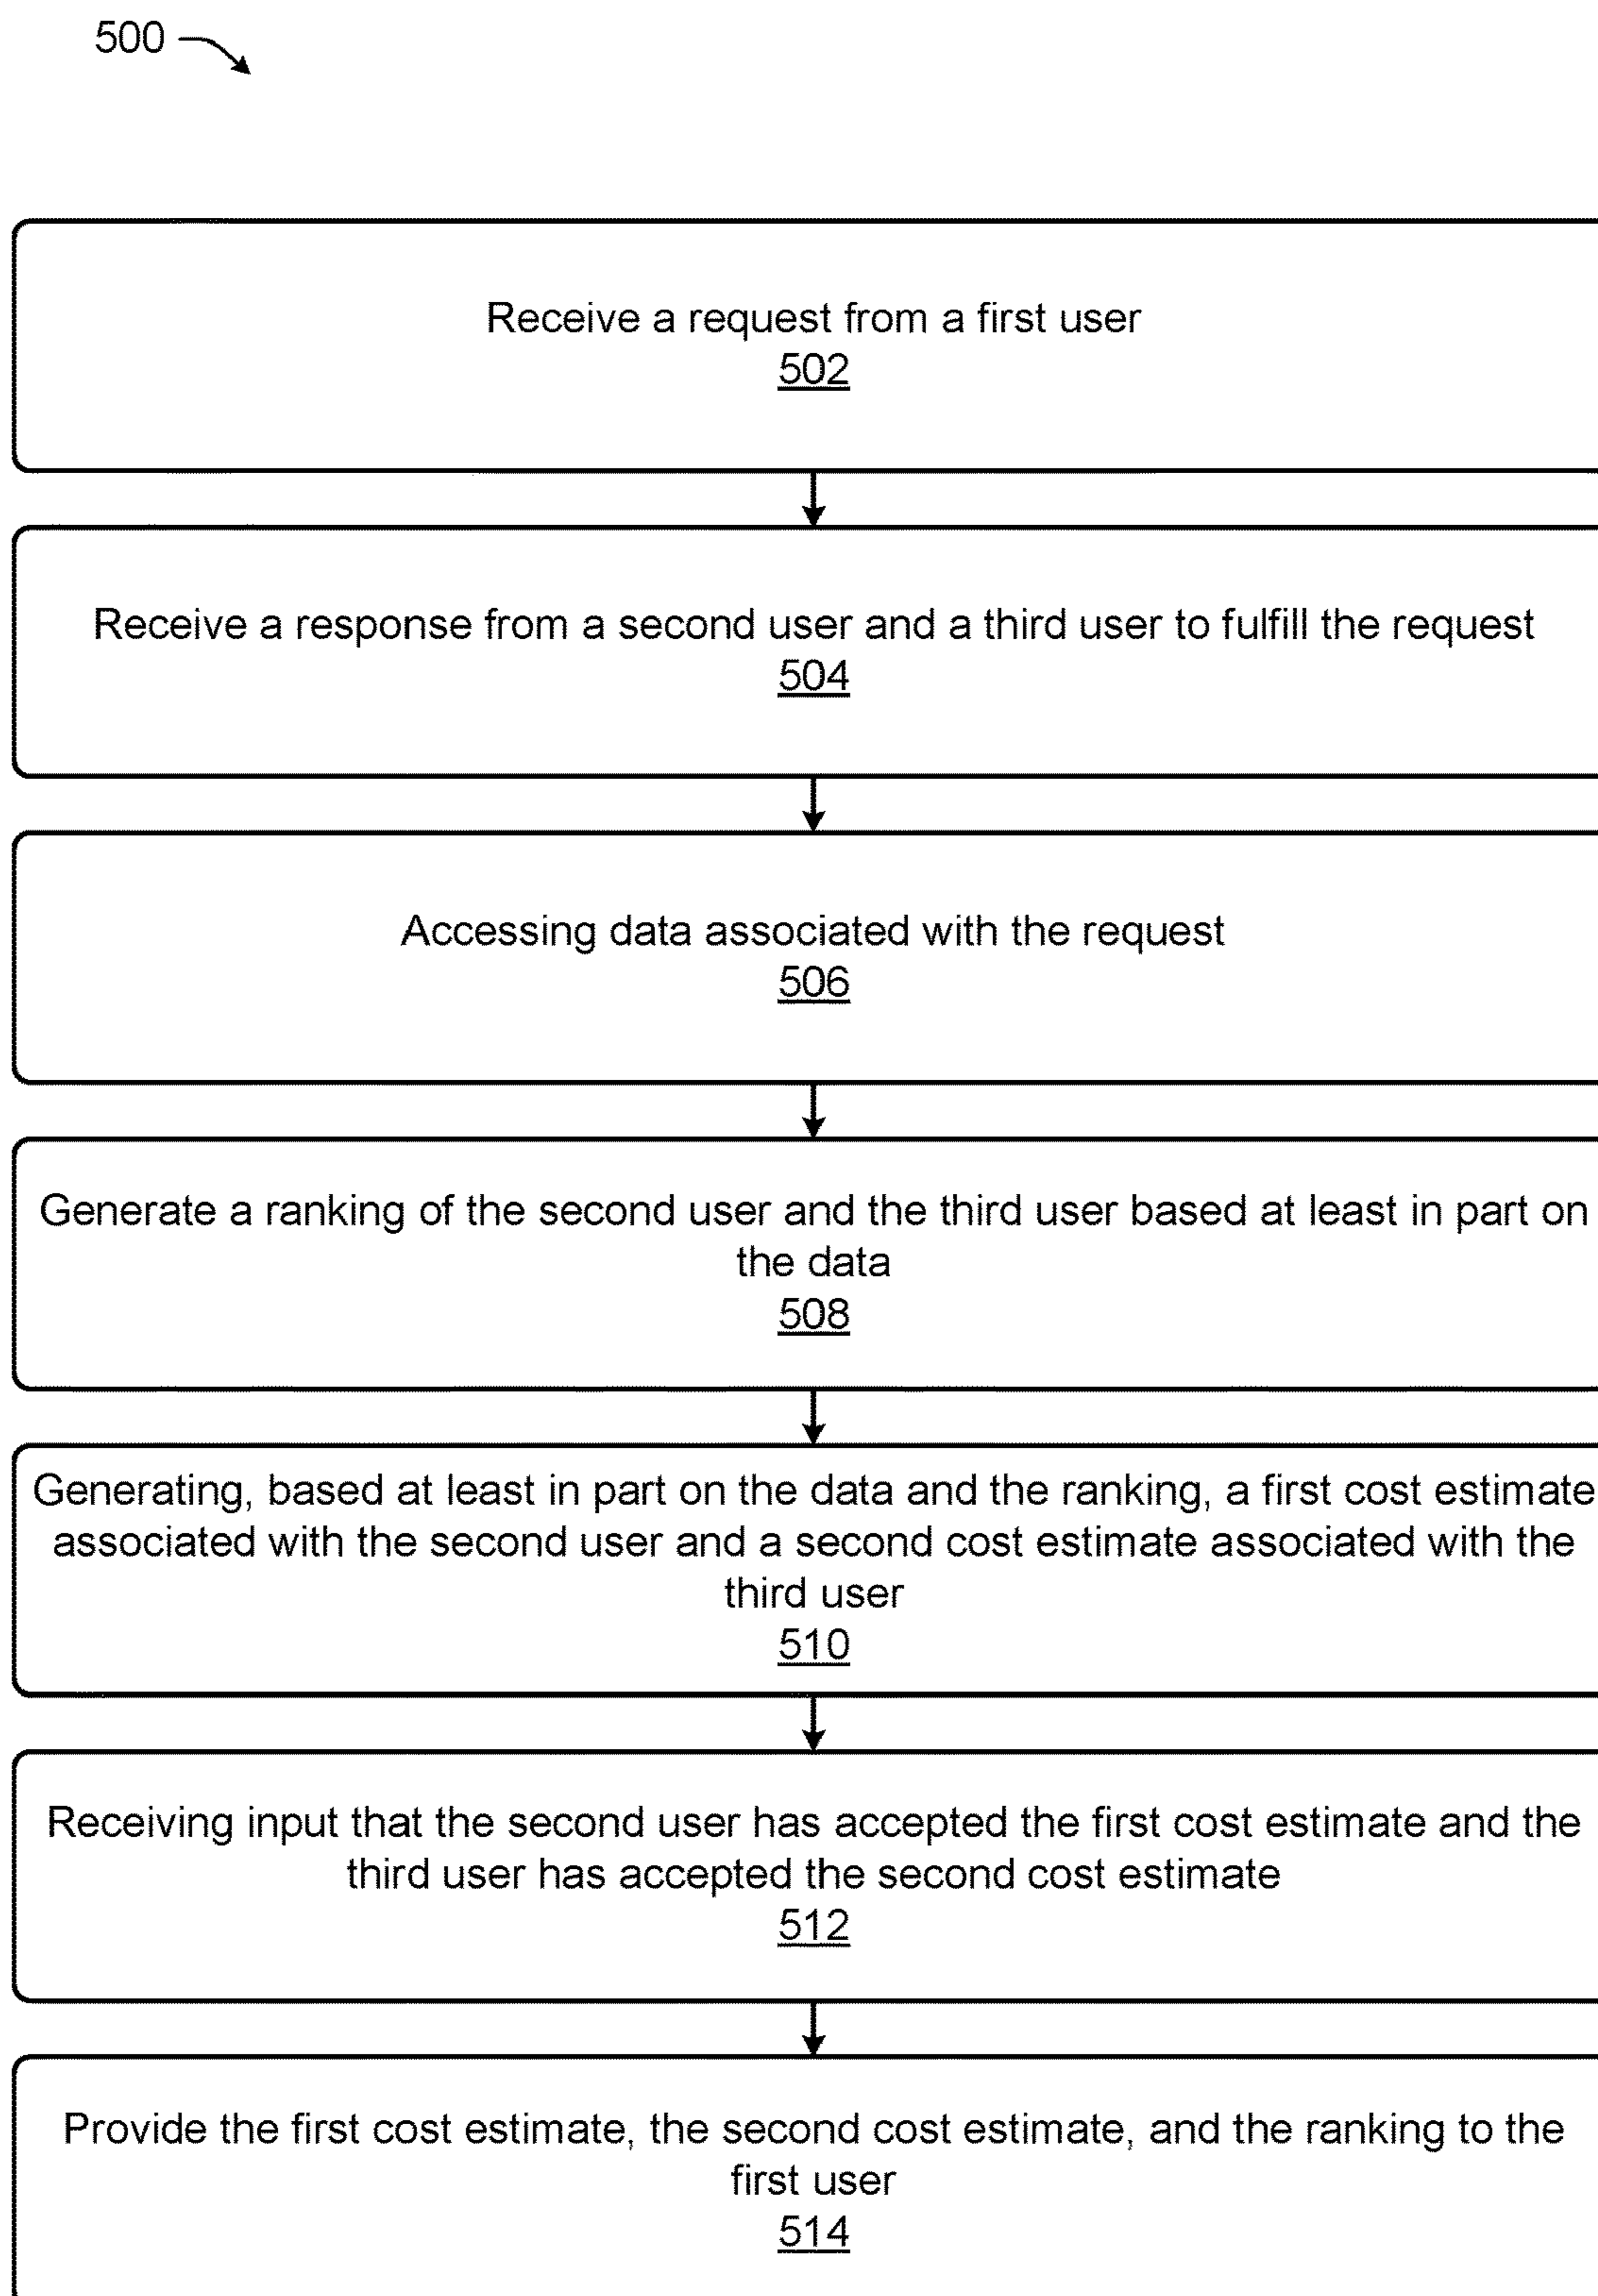 500
Receive a request from a first user
502
Receive a response from a second user and a third user to fulfill the request
504
Accessing data associated with the request
506
Generate a ranking of the second user and the third user based at least in part on
the data
508
Generating, based at least in part on the data and the ranking, a first cost estimate
associated with the second user and a second cost estimate associated with the
third user
510
Receiving input that the second user has accepted the first cost estimate and the
third user has accepted the second cost estimate
512
Provide the first cost estimate, the second cost estimate, and the ranking to the
first user
514